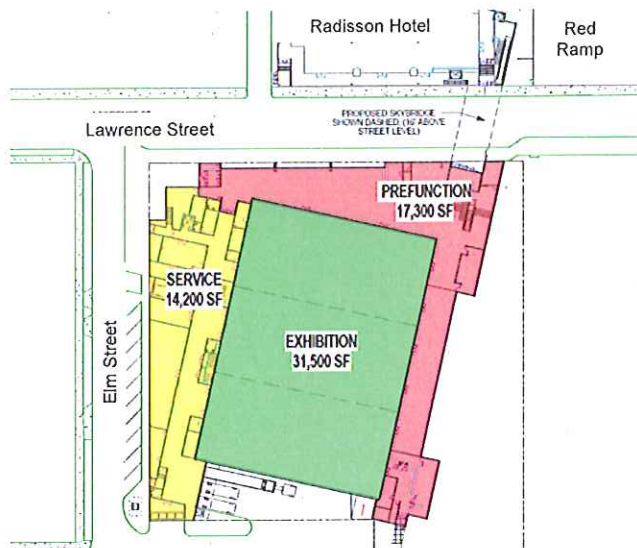 Radisson Hotel
Red
Ramp
PROPOSED SKYBRIDGE
SHOWN DASHED, (16' ABOVE
STREET LEVEL)
Lawrence Street
PREFUNCTION
17,300 SF
SERVICE
14,200 SF
EXHIBITION
31,500 SF
Elm Street